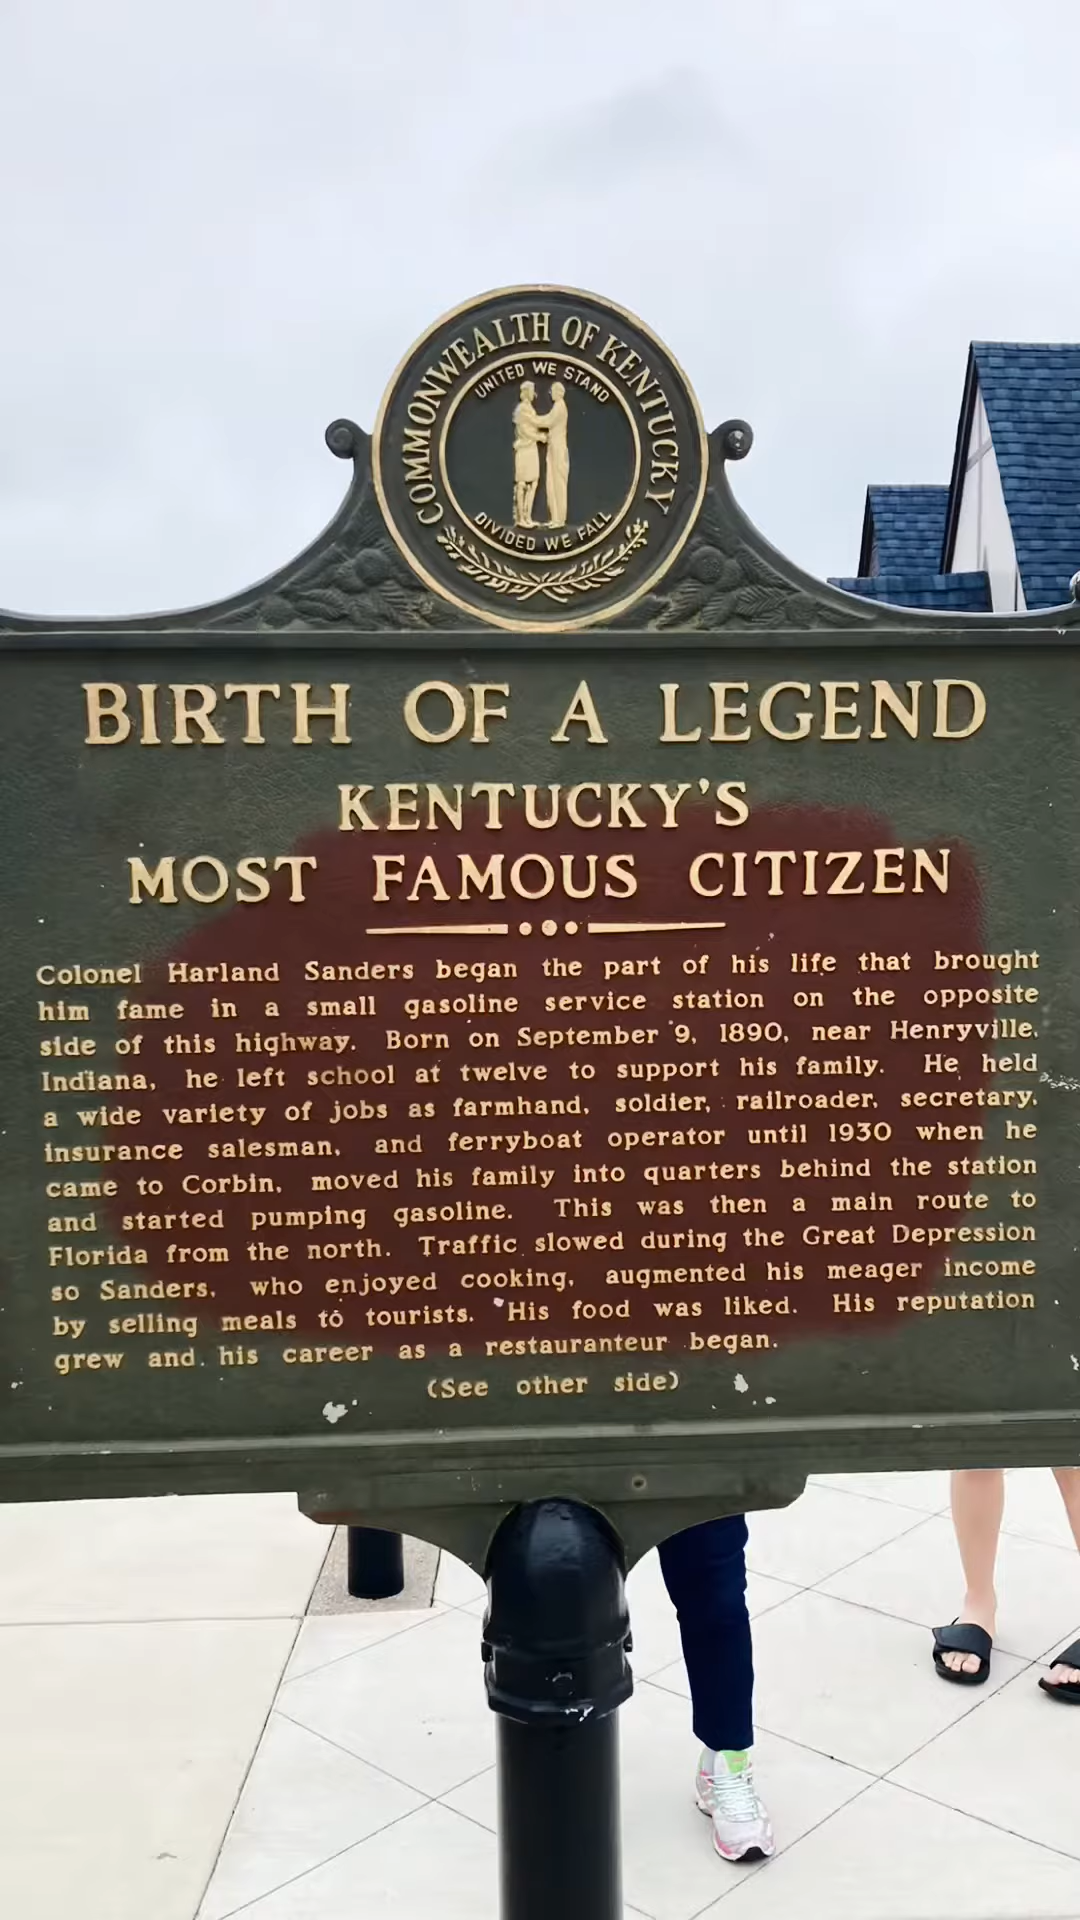 COMMONWEALTH OF KENTUCKY
UNITED WE STAND
DIVIDED WE FALL
BIRTH OF A LEGEND
KENTUCKY'S
MOST FAMOUS CITIZEN
Colonel Harland Sanders began the part of his life that brought
him fame in a small gasoline service station on the opposite
side of this highway. Born on September 9, 1890, near Henryville,
Indiana, he left school at twelve to support his family. He held
a wide variety of jobs as farmhand, soldier, railroader, secretary,
insurance salesman, and ferryboat operator until 1930 when he
came to Corbin, moved his family into quarters behind the station
and started pumping gasoline. This was then a main route to
Florida from the north. Traffic slowed during the Great Depression
so Sanders, who enjoyed cooking, augmented his meager income
by selling meals to tourists. His food was liked. His reputation
grew and his career as a restauranteur began.
(See other side)